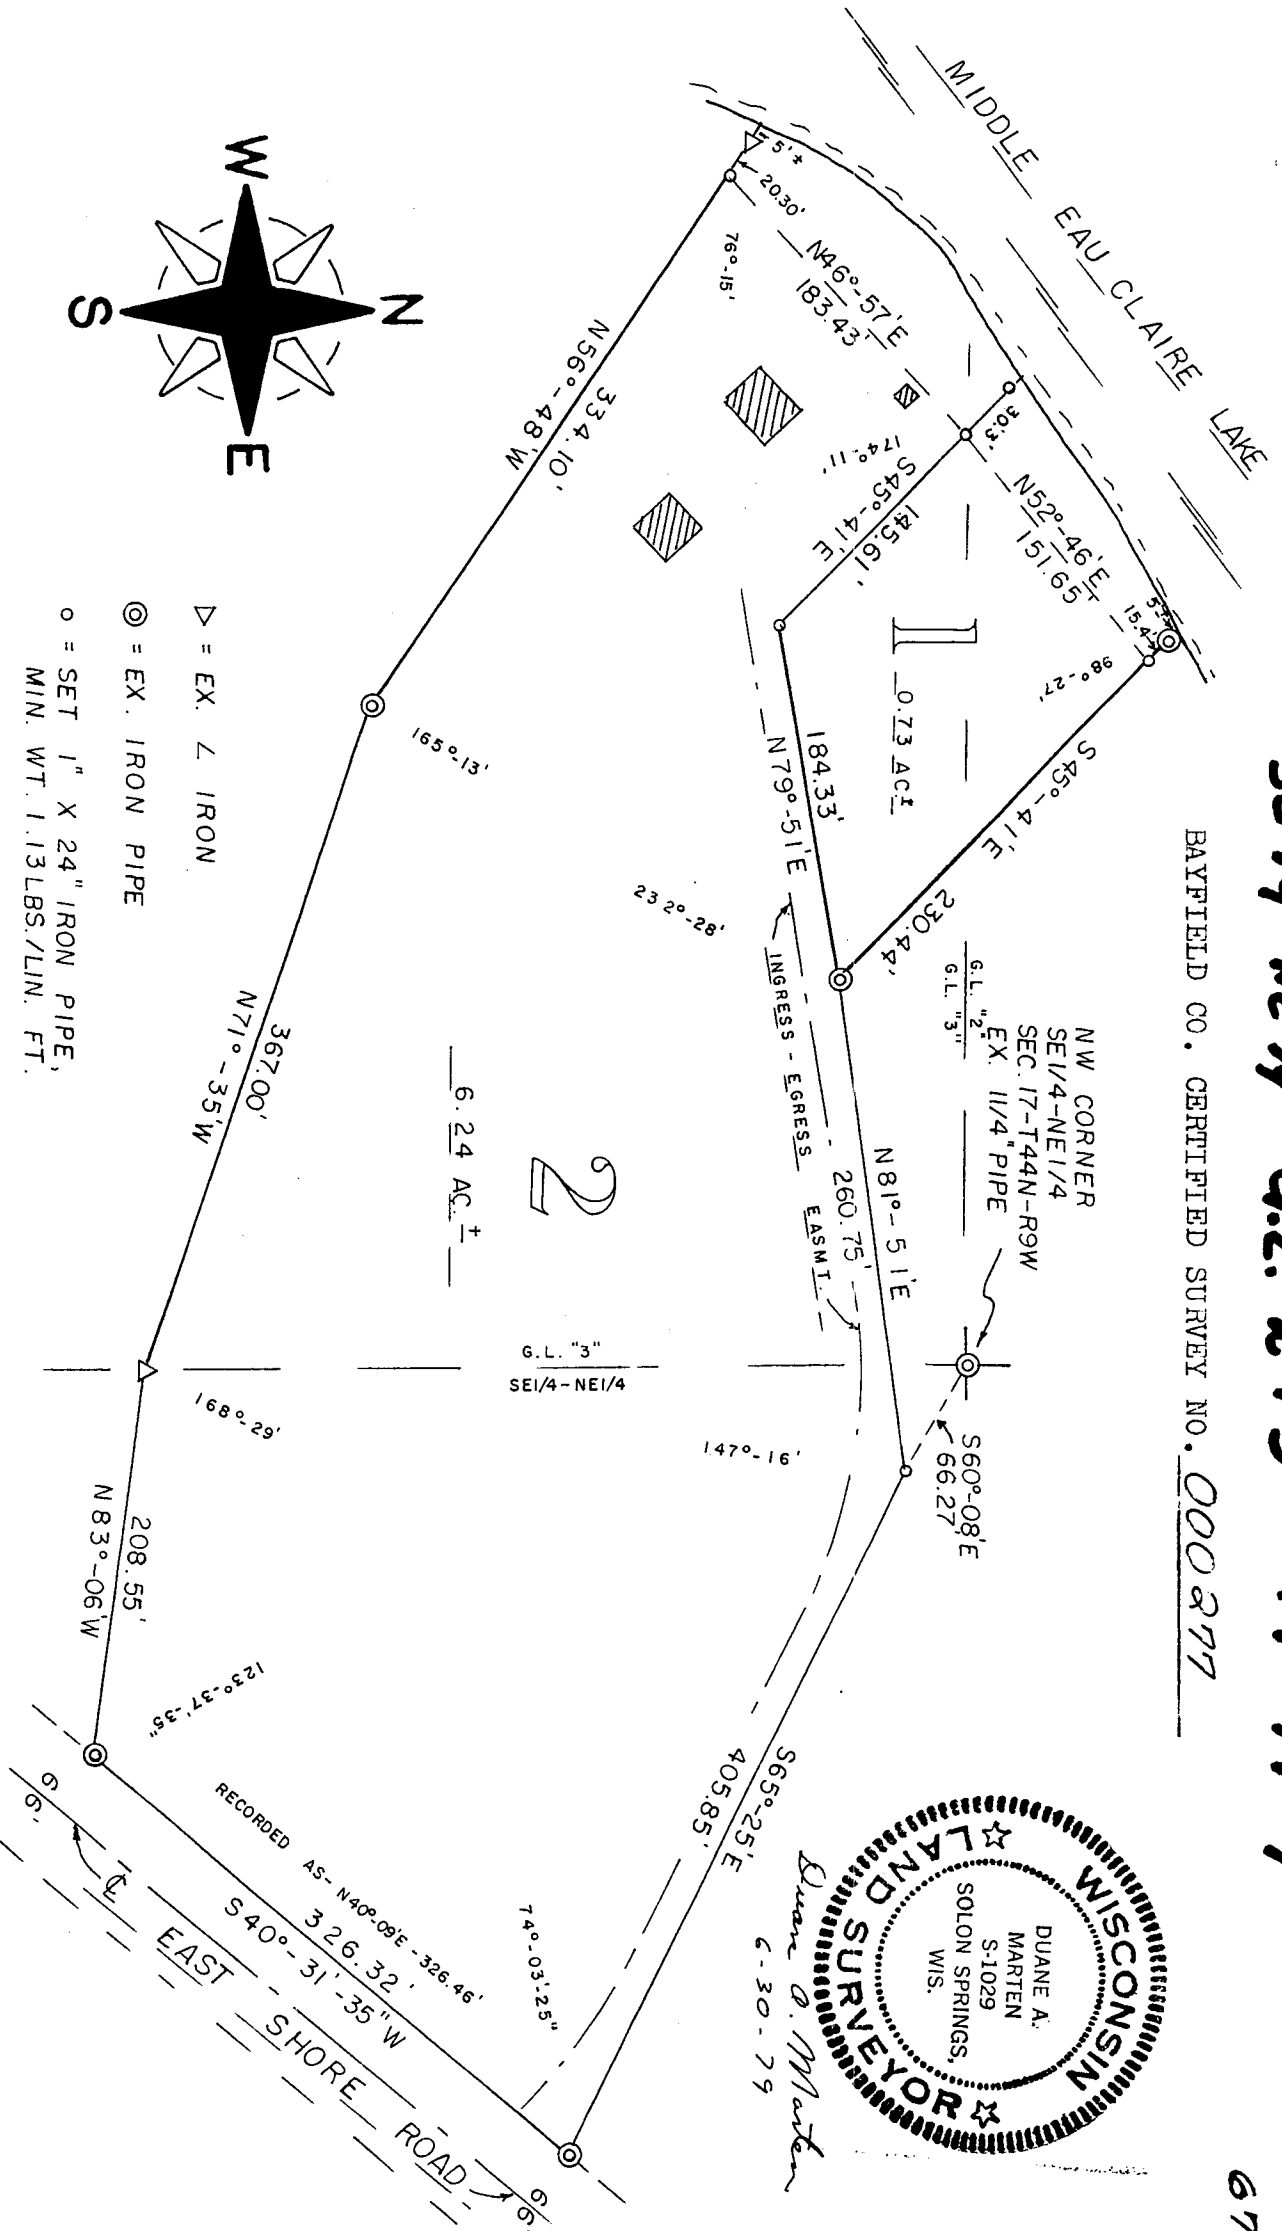 BAYFIELD CO. CERTIFIED SURVEY NO. 000277
MIDDLE EAU CLAIRE LAKE
5'±
20.30'
76°-15'
N46°-57'E
183.43'
30.3'
174°-11'
S45°-41'E
145.61'
N52°-46'E
151.65
5'±
15.4'
98°-27'
S45°-41'E
230.44'
1
0.73 AC±
184.33'
N79°-51'E
INGRESS - EGRESS EASMT.
G.L. "2"
G.L. "3"
NW CORNER
SE1/4-NE1/4
SEC. 17-T44N-R9W
EX. 11/4" PIPE
N81°-51'E
260.75'
S60°-08'E
66.27'
S65°-25'E
405.85'
334.10'
N56°-48'W
165°-13'
232°-28'
2
6.24 AC.±
367.00'
N71°-35'W
G.L. "3"
SE1/4-NE1/4
168°-29'
147°-16'
208.55'
N83°-06'W
123°-37'-35"
74°-03'-25"
RECORDED AS- N40°-09'E - 326.46'
326.32'
S40°-31'-35"W
EAST SHORE ROAD
N
W
E
S
▷ = EX. ∠ IRON
◎ = EX. IRON PIPE
o = SET 1" X 24" IRON PIPE,
MIN. WT. 1.13 LBS./LIN. FT.
WISCONSIN
LAND SURVEYOR
DUANE A.
MARTEN
S-1029
SOLON SPRINGS,
WIS.
Duane A. Marten
6-30-79